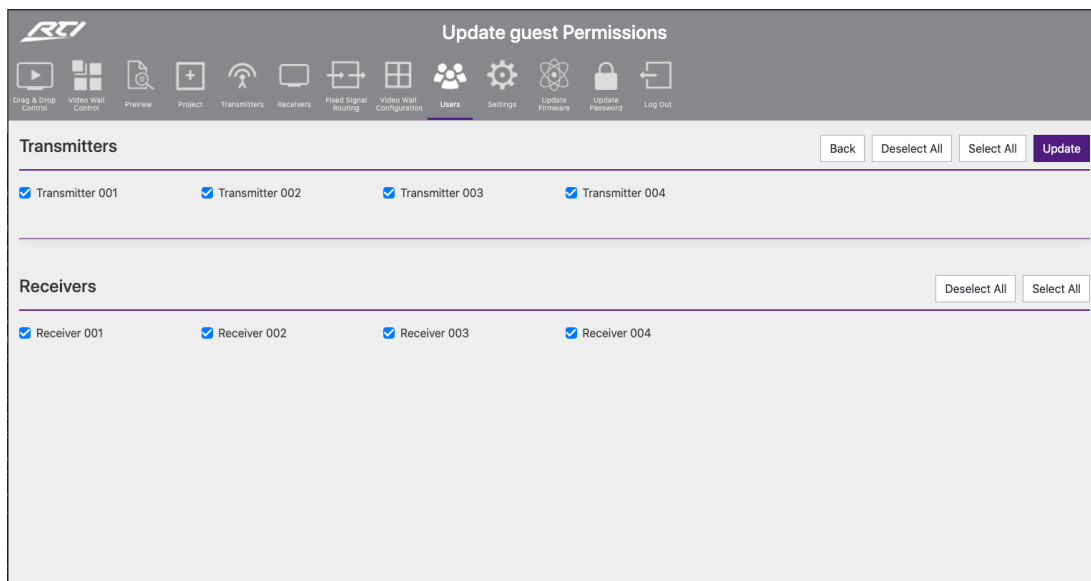 RTI
Update guest Permissions
Drag & Drop
Control
Video Wall
Control
Preview
Project
Transmitters
Receivers
Fixed Signal
Routing
Video Wall
Configuration
Users
Settings
Update
Firmware
Update
Password
Log Out
Transmitters
Back
Deselect All
Select All
Update
Transmitter 001
Transmitter 002
Transmitter 003
Transmitter 004
Receivers
Deselect All
Select All
Receiver 001
Receiver 002
Receiver 003
Receiver 004